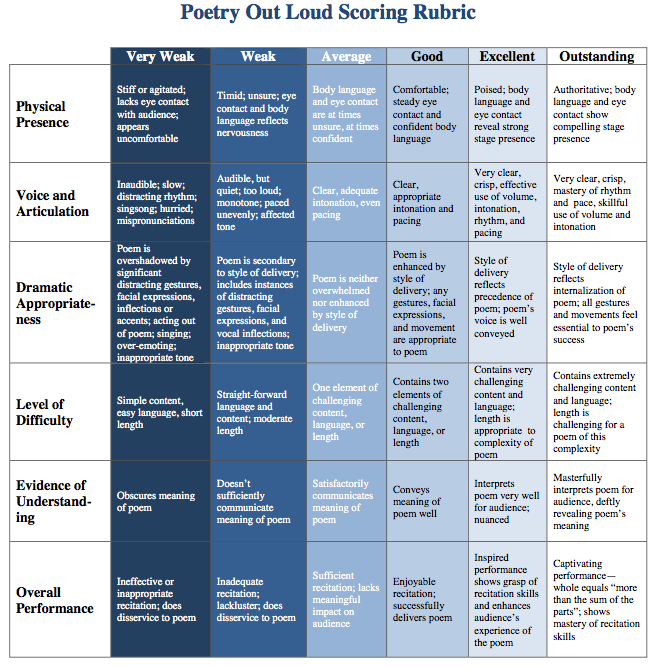 Poetry Out Loud Scoring Rubric
Very Weak
Weak
Average
Good
Excellent
Outstanding
Physical
Presence
Stiff or agitated;
lacks eye contact
with audience;
appears
uncomfortable
Timid; unsure; eye
contact and body
language reflects
nervousness
Body language
and eye contact
are at times
unsure, at times
confident
Comfortable;
steady eye
contact and
confident body
language
Poised; body
language and
eye contact
reveal strong
stage presence
Authoritative; body
language and eye
contact show
compelling stage
presence
Voice and
Articulation
Inaudible; slow;
distracting rhythm;
singsong; hurried;
mispronunciations
Audible, but
quiet; too loud;
monotone; paced
unevenly; affected
tone
Clear, adequate
intonation, even
pacing
Clear,
appropriate
intonation and
pacing
Very clear,
crisp, effective
use of volume,
intonation,
rhythm, and
pacing
Very clear, crisp,
mastery of rhythm
and pace, skillful
use of volume and
intonation
Dramatic
Appropriate-
ness
Poem is
overshadowed by
significant
distracting gestures,
facial expressions,
inflections or
accents; acting out
of poem; singing;
over-emoting;
inappropriate tone
Poem is secondary
to style of delivery;
includes instances
of distracting
gestures, facial
expressions, and
vocal inflections;
inappropriate tone
Poem is neither
overwhelmed
nor enhanced
by style of
delivery
Poem is
enhanced by
style of
delivery; any
gestures, facial
expressions,
and movement
are appropriate
to poem
Style of
delivery
reflects
precedence of
poem; poem’s
voice is well
conveyed
Style of delivery
reflects
internalization of
poem; all gestures
and movements feel
essential to poem’s
success
Level of
Difficulty
Simple content,
easy language, short
length
Straight-forward
language and
content; moderate
length
One element of
challenging
content,
language, or
length
Contains two
elements of
challenging
content,
language, or
length
Contains very
challenging
content and
language;
length is
appropriate to
complexity of
poem
Contains extremely
challenging content
and language;
length is
challenging for a
poem of this
complexity
Evidence of
Understand-
ing
Obscures meaning
of poem
Doesn’t
sufficiently
communicate
meaning of poem
Satisfactorily
communicates
meaning of
poem
Conveys
meaning of
poem well
Interprets
poem very well
for audience;
nuanced
Masterfully
interprets poem for
audience, deftly
revealing poem’s
meaning
Overall
Performance
Ineffective or
inappropriate
recitation; does
disservice to poem
Inadequate
recitation;
lackluster; does
disservice to poem
Sufficient
recitation; lacks
meaningful
impact on
audience
Enjoyable
recitation;
successfully
delivers poem
Inspired
performance
shows grasp of
recitation skills
and enhances
audience’s
experience of
the poem
Captivating
performance—
whole equals “more
than the sum of the
parts”; shows
mastery of recitation
skills